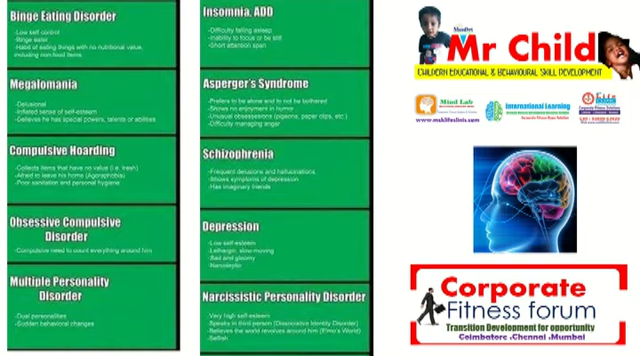 Binge Eating Disorder
-Low self control
-Binge eater
-Habit of eating things with no nutritional value,
including non-food items
Megalomania
-Delusional
-Inflated sense of self-esteem
-Believes he has special powers, talents or abilities
Compulsive Hoarding
-Collects items that have no value (i.e. trash)
-Afraid to leave his home (Agoraphobia)
-Poor sanitation and personal hygiene
Obsessive Compulsive
Disorder
-Compulsive need to count everything around him
Multiple Personality
Disorder
-Dual personalities
-Sudden behavioral changes
Insomnia, ADD
-Difficulty falling asleep
-Inability to focus or be still
-Short attention span
Asperger's Syndrome
-Prefers to be alone and to not be bothered
-Shows no enjoyment in humor
-Unusual obsessions (pigeons, paper clips, etc.)
-Difficulty managing anger
Schizophrenia
-Frequent delusions and hallucinations
-Shows symptoms of depression
-Has imaginary friends
Depression
-Low self-esteem
-Lethargic, slow-moving
-Sad and gloomy
-Narcoleptic
Narcissistic Personality Disorder
-Very high self-esteem
-Speaks in third person (Dissociative Identity Disorder)
-Believes the world revolves around him (Elmo's World)
-Selfish
Mr Child
CHILDERN EDUCATIONAL & BEHAVIOURAL SKILL DEVELOPMENT
Mind Lab
International Learning
Corporate
Fitness forum
Transition Development for opportunity
Coimbatore .Chennai .Mumbai